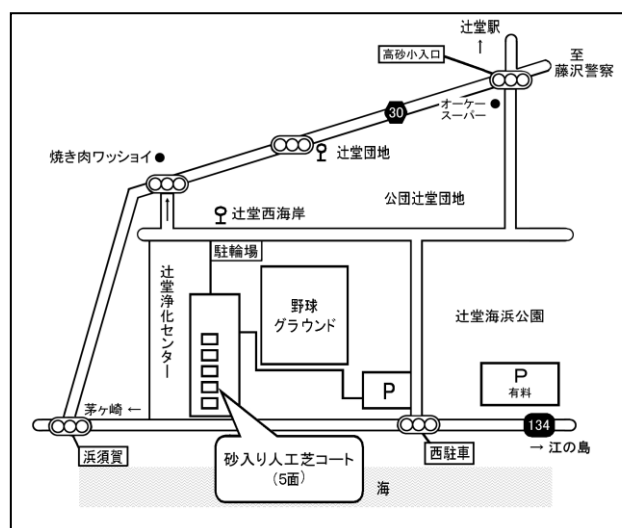 辻堂駅
↑
高砂小入口
至
藤沢警察
30
オーケー
スーパー
焼き肉ワッショイ
辻堂団地
公団辻堂団地
辻堂西海岸
駐輪場
辻堂浄化センター
野球
グラウンド
辻堂海浜公園
P
P
有料
茅ヶ崎 ←
134
→ 江の島
浜須賀
砂入り人工芝コート
(5面)
西駐車
海